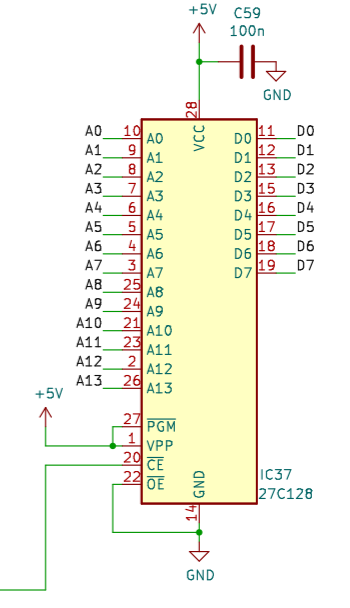 +5V
C59
100n
GND
28
VCC
A0 10 A0 D0 11 D0
A1 9 A1 D1 12 D1
A2 8 A2 D2 13 D2
A3 7 A3 D3 15 D3
A4 6 A4 D4 16 D4
A5 5 A5 D5 17 D5
A6 4 A6 D6 18 D6
A7 3 A7 D7 19 D7
A8 25 A8
A9 24 A9
A10 21 A10
A11 23 A11
A12 2 A12
A13 26 A13
+5V
27 PGM
1 VPP
20 CE
22 OE
GND
14
IC37
27C128
GND